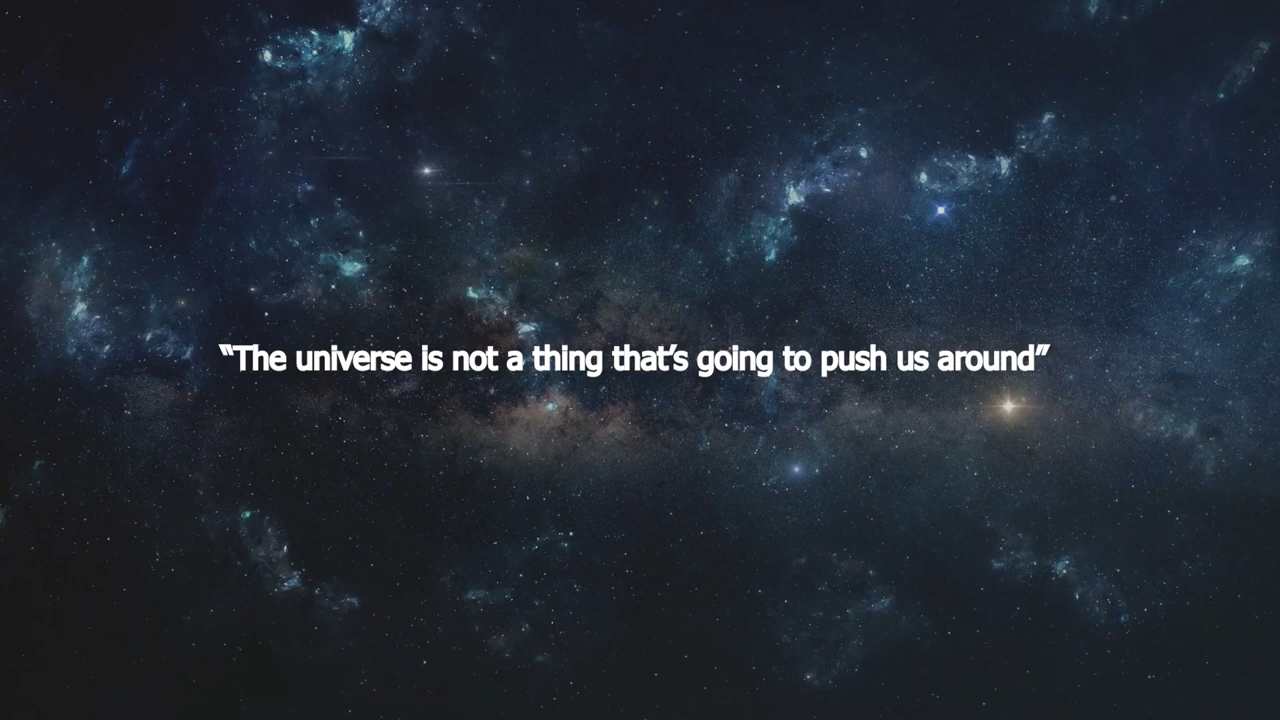 “The universe is not a thing that’s going to push us around”